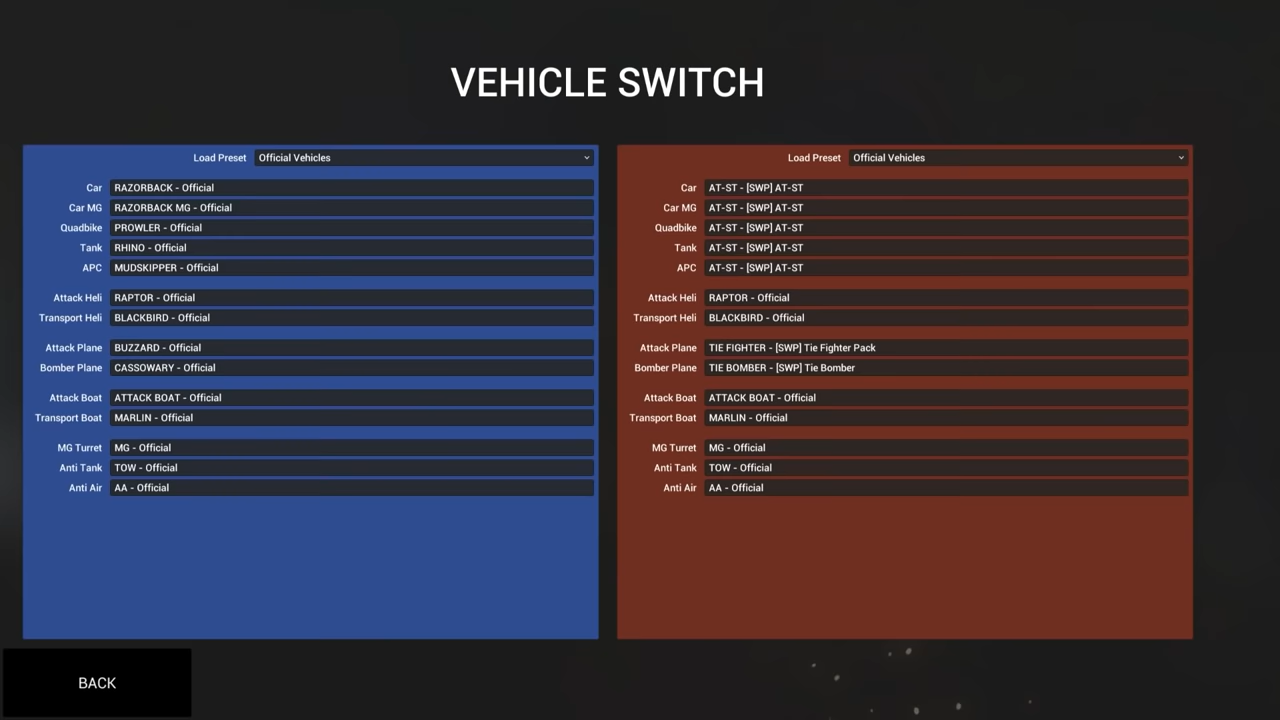 VEHICLE SWITCH
Load Preset Official Vehicles
Car RAZORBACK - Official
Car MG RAZORBACK MG - Official
Quadbike PROWLER - Official
Tank RHINO - Official
APC MUDSKIPPER - Official
Attack Heli RAPTOR - Official
Transport Heli BLACKBIRD - Official
Attack Plane BUZZARD - Official
Bomber Plane CASSOWARY - Official
Attack Boat ATTACK BOAT - Official
Transport Boat MARLIN - Official
MG Turret MG - Official
Anti Tank TOW - Official
Anti Air AA - Official
Load Preset Official Vehicles
Car AT-ST - [SWP] AT-ST
Car MG AT-ST - [SWP] AT-ST
Quadbike AT-ST - [SWP] AT-ST
Tank AT-ST - [SWP] AT-ST
APC AT-ST - [SWP] AT-ST
Attack Heli RAPTOR - Official
Transport Heli BLACKBIRD - Official
Attack Plane TIE FIGHTER - [SWP] Tie Fighter Pack
Bomber Plane TIE BOMBER - [SWP] Tie Bomber
Attack Boat ATTACK BOAT - Official
Transport Boat MARLIN - Official
MG Turret MG - Official
Anti Tank TOW - Official
Anti Air AA - Official
BACK